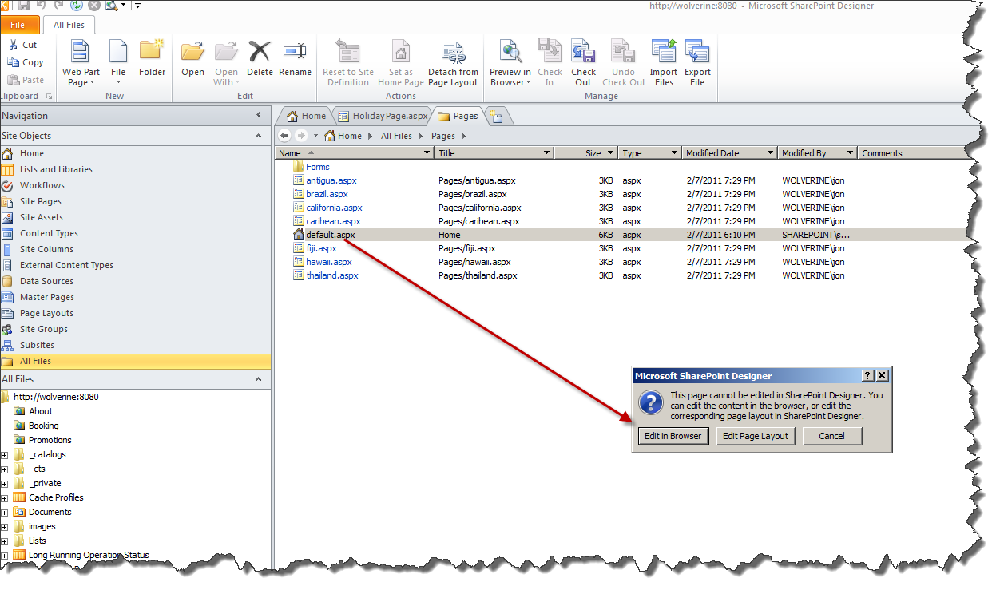 http://wolverine:8080 - Microsoft SharePoint Designer
File All Files
Cut
Copy
Paste
Clipboard
Web Part Page
File
Folder
New
Open
Open With
Delete
Rename
Edit
Reset to Site Definition
Set as Home Page
Detach from Page Layout
Actions
Preview in Browser
Check In
Check Out
Undo Check Out
Import Files
Export File
Manage
Navigation
Site Objects
Home
Lists and Libraries
Workflows
Site Pages
Site Assets
Content Types
Site Columns
External Content Types
Data Sources
Master Pages
Page Layouts
Site Groups
Subsites
All Files
All Files
http://wolverine:8080
About
Booking
Promotions
_catalogs
_cts
_private
Cache Profiles
Documents
images
Lists
Long Running Operation Status
Home HolidayPage.aspx Pages
Home All Files Pages
Name Title Size Type Modified Date Modified By Comments
Forms
antigua.aspx Pages/antigua.aspx 3KB aspx 2/7/2011 7:29 PM WOLVERINE\jon
brazil.aspx Pages/brazil.aspx 3KB aspx 2/7/2011 7:29 PM WOLVERINE\jon
california.aspx Pages/california.aspx 3KB aspx 2/7/2011 7:29 PM WOLVERINE\jon
caribean.aspx Pages/caribean.aspx 3KB aspx 2/7/2011 7:29 PM WOLVERINE\jon
default.aspx Home 6KB aspx 2/7/2011 6:10 PM SHAREPOINT\s...
fiji.aspx Pages/fiji.aspx 3KB aspx 2/7/2011 7:29 PM WOLVERINE\jon
hawaii.aspx Pages/hawaii.aspx 3KB aspx 2/7/2011 7:29 PM WOLVERINE\jon
thailand.aspx Pages/thailand.aspx 3KB aspx 2/7/2011 7:29 PM WOLVERINE\jon
Microsoft SharePoint Designer
This page cannot be edited in SharePoint Designer. You
can edit the content in the browser, or edit the
corresponding page layout in SharePoint Designer.
Edit in Browser Edit Page Layout Cancel